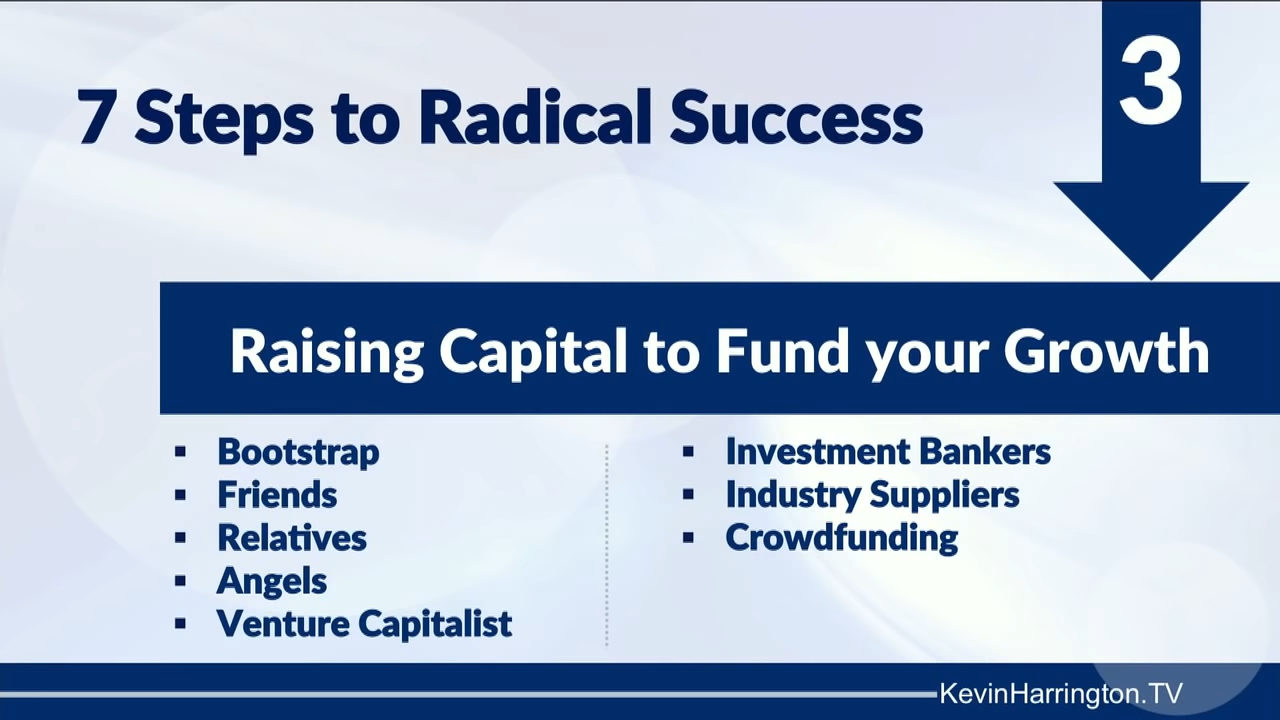 3
7 Steps to Radical Success
Raising Capital to Fund your Growth
▪ Bootstrap
▪ Friends
▪ Relatives
▪ Angels
▪ Venture Capitalist
▪ Investment Bankers
▪ Industry Suppliers
▪ Crowdfunding
KevinHarrington.TV